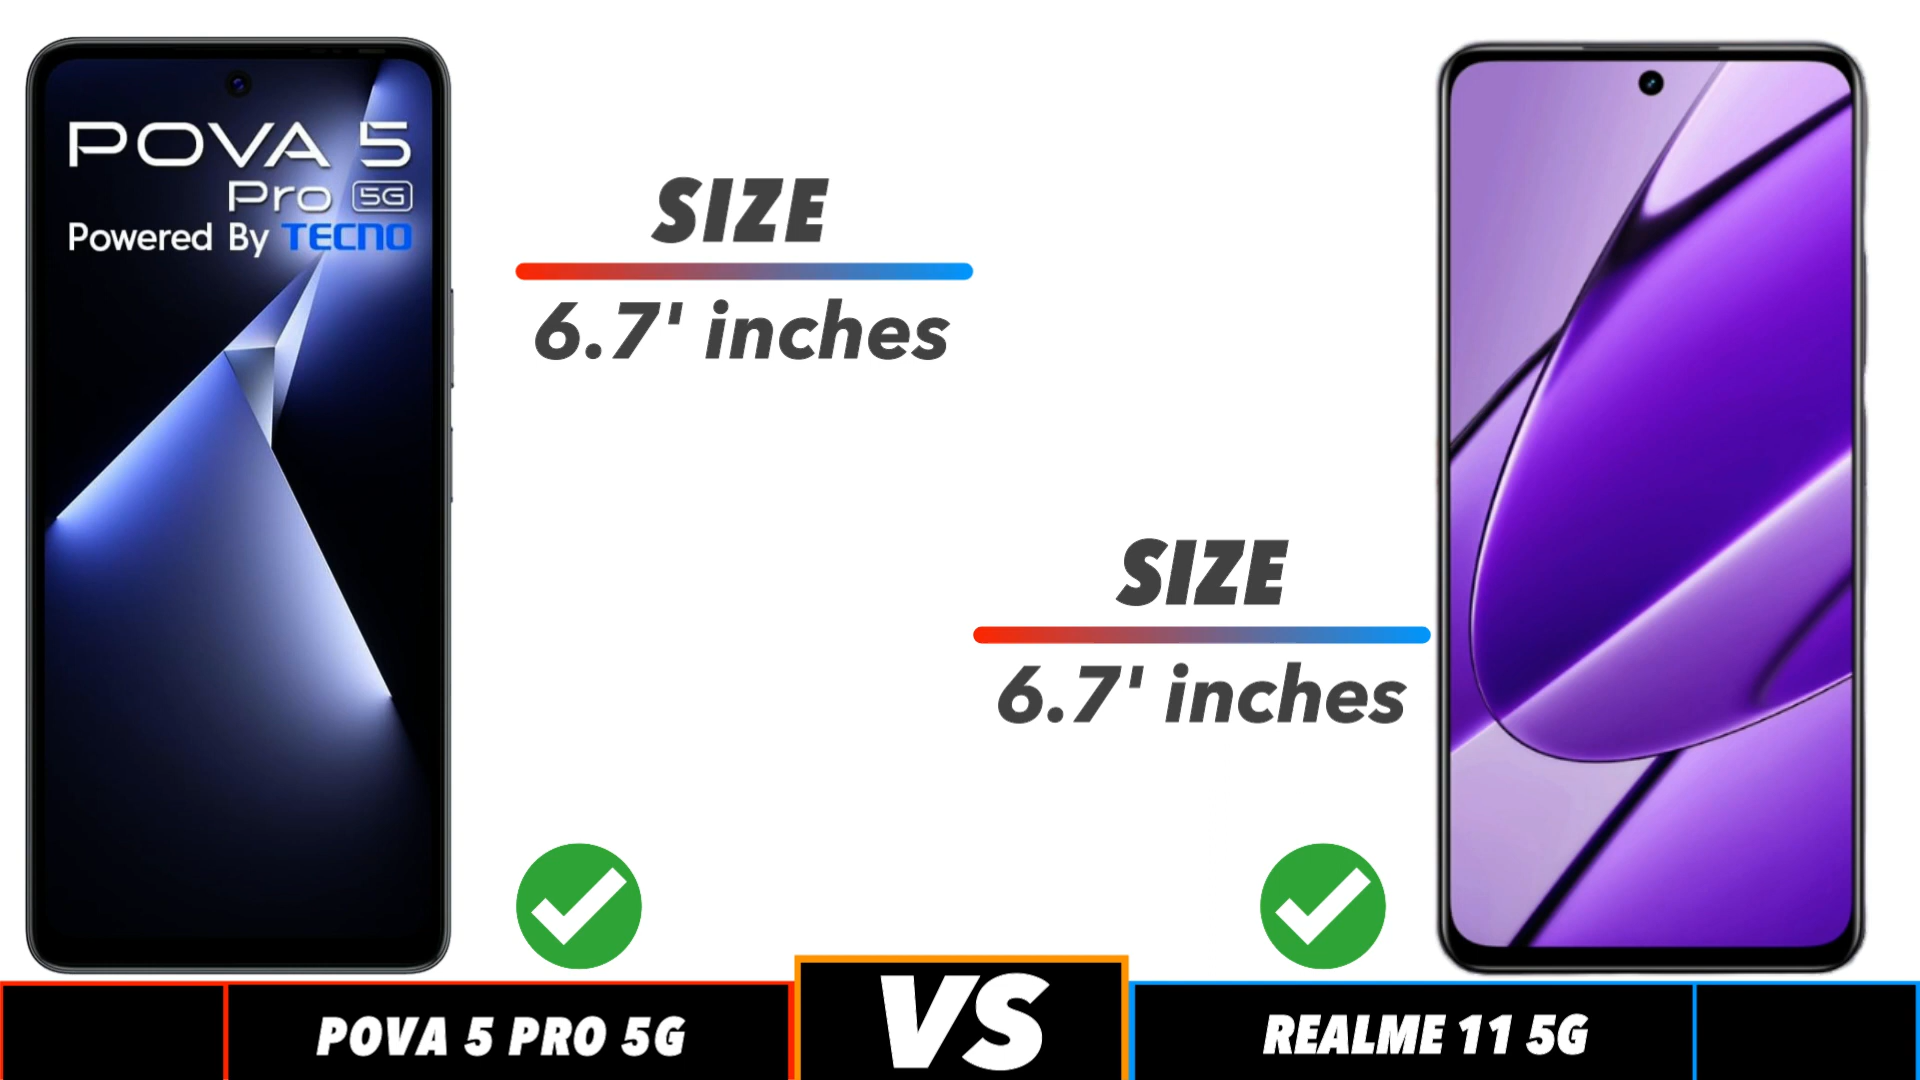 POVA 5
Pro 5G
Powered By TECNO
SIZE
6.7' inches
SIZE
6.7' inches
POVA 5 PRO 5G
VS
REALME 11 5G